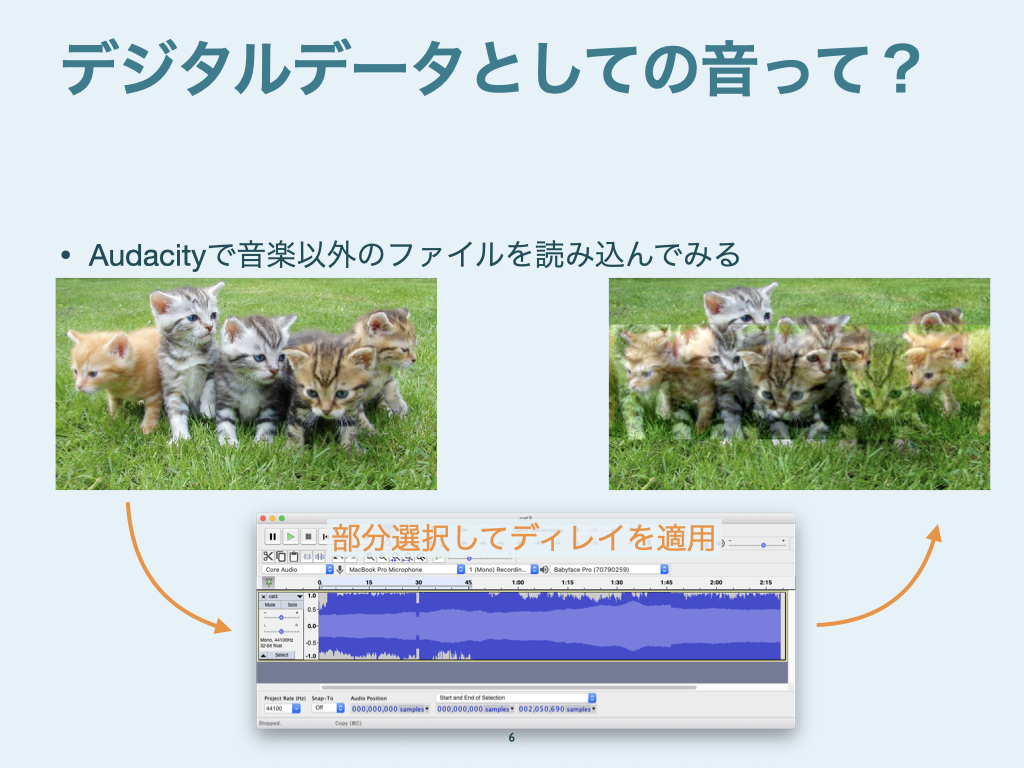 デジタルデータとしての音って？
• Audacityで音楽以外のファイルを読み込んでみる
部分選択してディレイを適用
Core Audio MacBook Pro Microphone 1 (Mono) Recordin... Babyface Pro (70790259)
0 15 30 45 1:00 1:15 1:30 1:45 2:00 2:15
cat3 1.0
Mute Solo
0.5
0.0
L R
Mono, 44100Hz -0.5
32-bit float
Select -1.0
Project Rate (Hz) Snap-To Audio Position Start and End of Selection
44100 Off 000,000,000 samples 000,000,000 samples 002,050,690 samples
Stopped. Copy (⌘C)
6